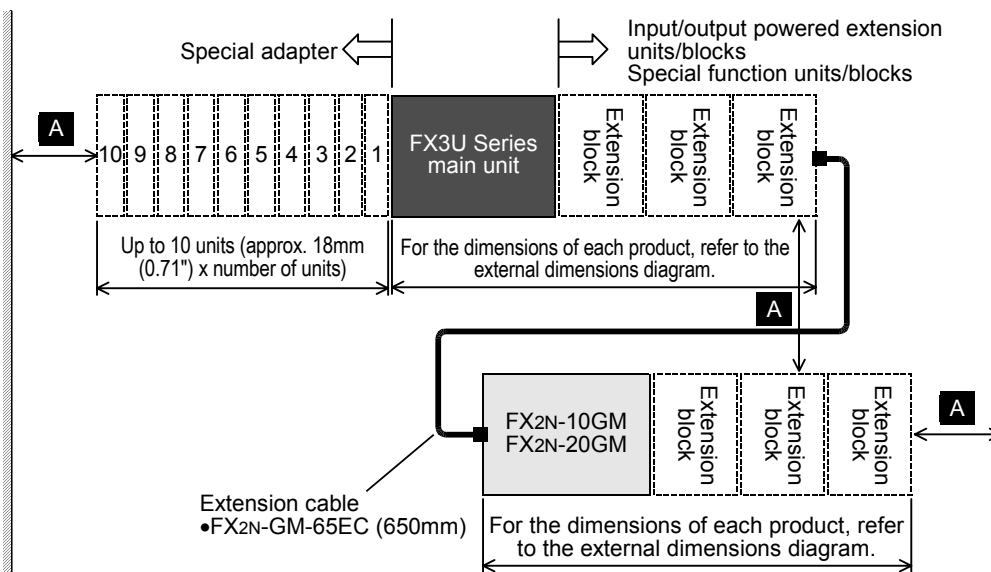 Special adapter
Input/output powered extension
units/blocks
Special function units/blocks
A
10 9 8 7 6 5 4 3 2 1
FX3U Series
main unit
Extension
block
Extension
block
Extension
block
Up to 10 units (approx. 18mm
(0.71") x number of units)
For the dimensions of each product, refer to the
external dimensions diagram.
A
FX2N-10GM
FX2N-20GM
Extension
block
Extension
block
Extension
block
A
Extension cable
•FX2N-GM-65EC (650mm)
For the dimensions of each product, refer
to the external dimensions diagram.